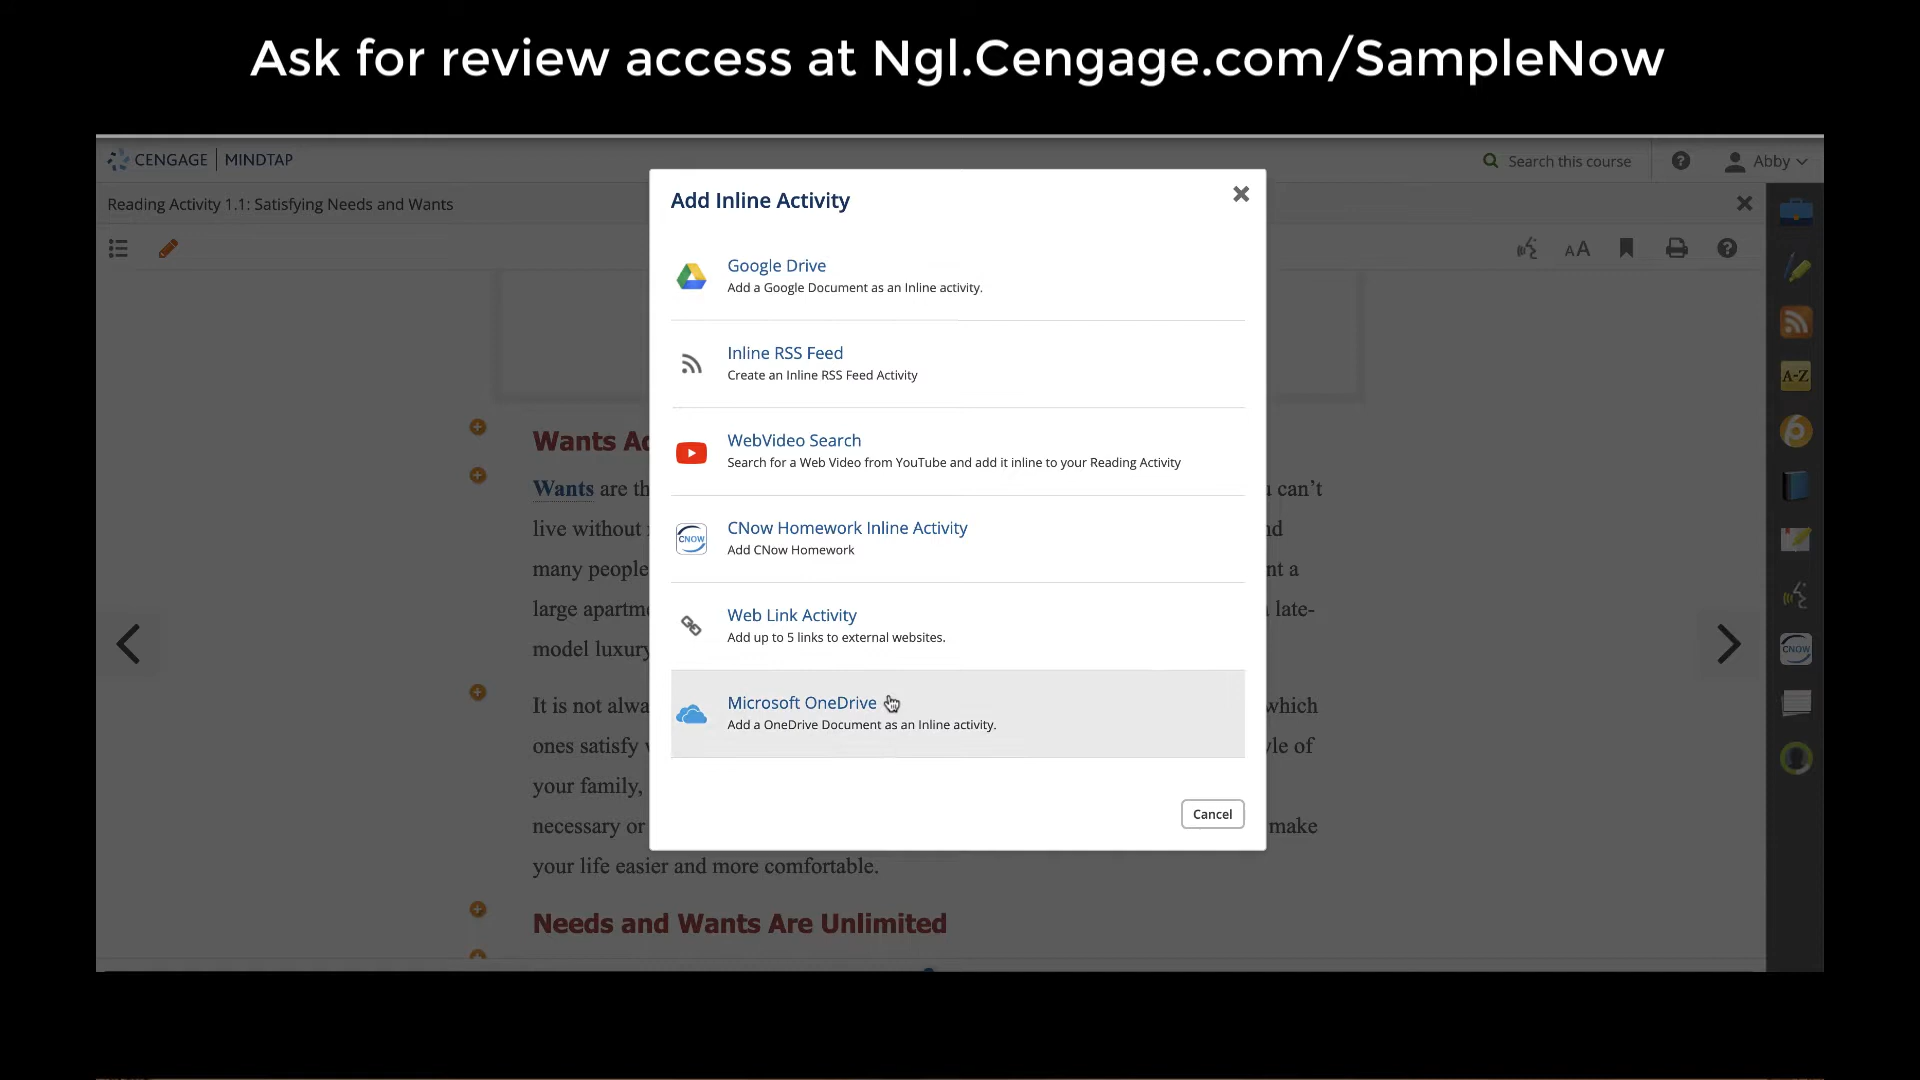 Ask for review access at Ngl.Cengage.com/SampleNow
CENGAGE | MINDTAP
Search this course
Abby
Reading Activity 1.1: Satisfying Needs and Wants
AA
Add Inline Activity
Google Drive
Add a Google Document as an Inline activity.
Inline RSS Feed
Create an Inline RSS Feed Activity
WebVideo Search
Search for a Web Video from YouTube and add it inline to your Reading Activity
CNOW
CNow Homework Inline Activity
Add CNow Homework
Web Link Activity
Add up to 5 links to external websites.
Microsoft OneDrive
Add a OneDrive Document as an Inline activity.
Cancel
Wants
Wants are can't
live without
many people a
large late-
model luxury
It is not which
ones satisfy of
your family,
necessary or make
your life easier and more comfortable.
Needs and Wants Are Unlimited
A-Z
CNOW